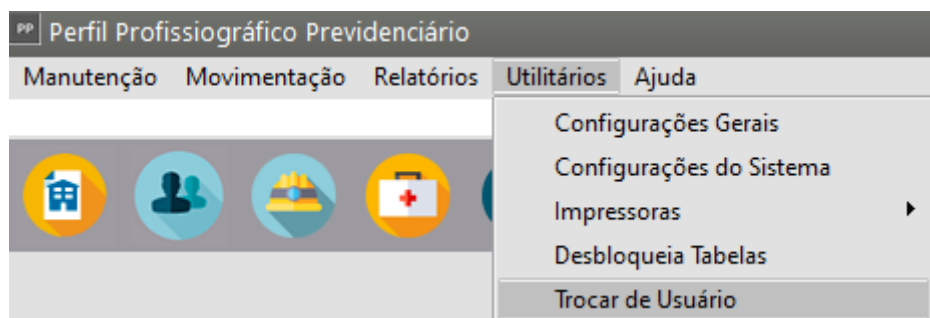 PP Perfil Profissiográfico Previdenciário
Manutenção Movimentação Relatórios Utilitários Ajuda
Configurações Gerais
Configurações do Sistema
Impressoras
Desbloqueia Tabelas
Trocar de Usuário